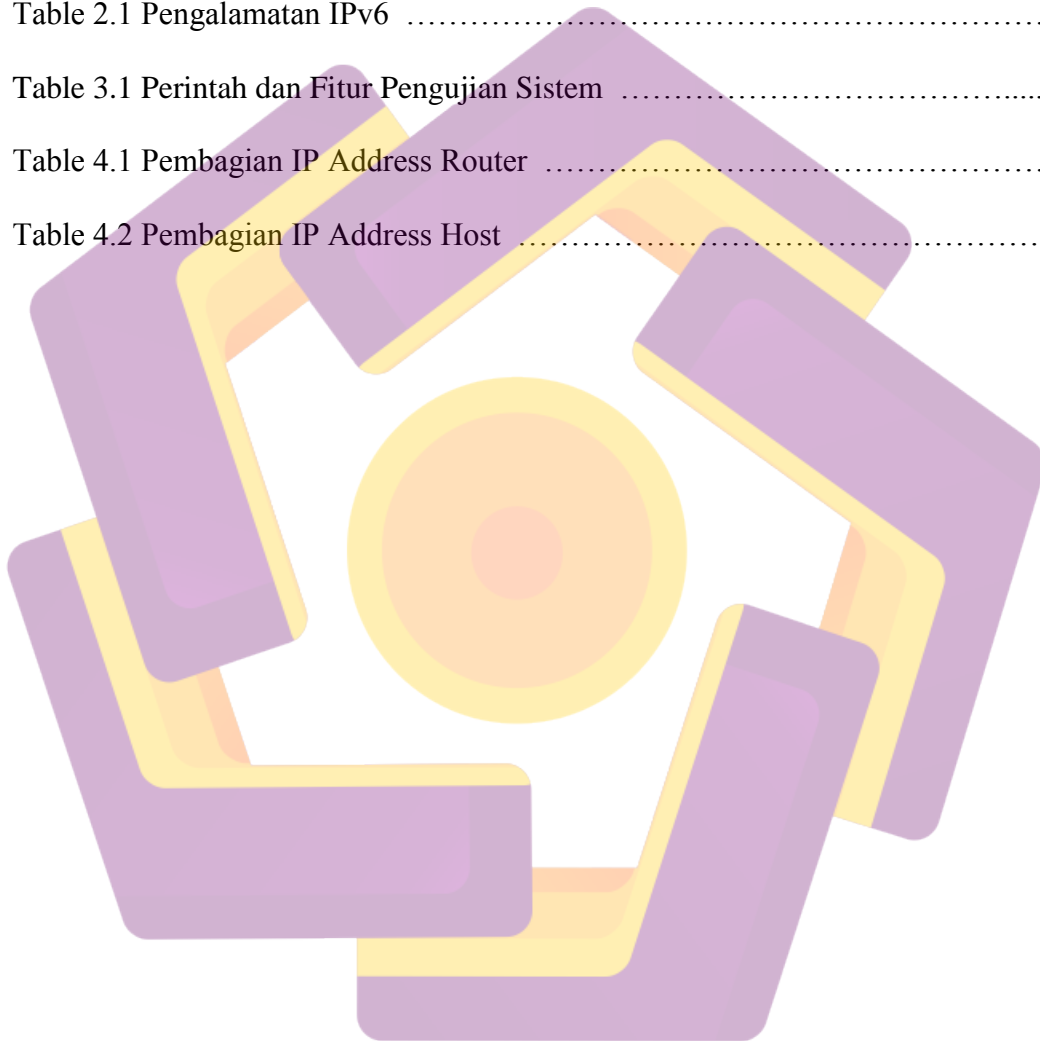 Table 2.1 Pengalamatan IPv6 ……………………………………………………
Table 3.1 Perintah dan Fitur Pengujian Sistem ………………………………….....
Table 4.1 Pembagian IP Address Router …………………………………………
Table 4.2 Pembagian IP Address Host ……………………………………………